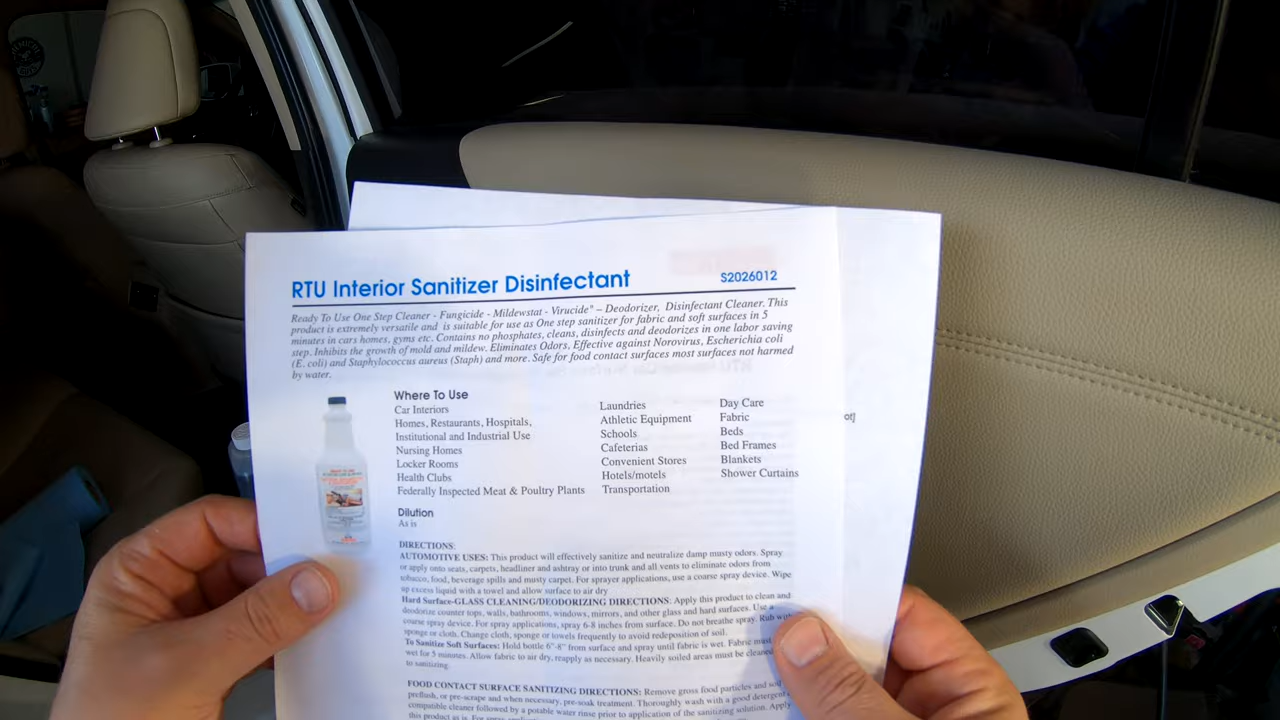 RTU Interior Sanitizer Disinfectant S2026012
Ready To Use One Step Cleaner - Fungicide - Mildewstat - Virucide* – Deodorizer, Disinfectant Cleaner. This
product is extremely versatile and is suitable for use as One step sanitizer for fabric and soft surfaces in 5
minutes in cars homes, gyms etc. Contains no phosphates, cleans, disinfects and deodorizes in one labor saving
step. Inhibits the growth of mold and mildew. Eliminates Odors, Effective against Norovirus, Escherichia coli
(E. coli) and Staphylococcus aureus (Staph) and more. Safe for food contact surfaces most surfaces not harmed
by water.
Where To Use
Car Interiors
Homes, Restaurants, Hospitals,
Institutional and Industrial Use
Nursing Homes
Locker Rooms
Health Clubs
Federally Inspected Meat & Poultry Plants
Laundries
Athletic Equipment
Schools
Cafeterias
Convenient Stores
Hotels/motels
Transportation
Day Care
Fabric
Beds
Bed Frames
Blankets
Shower Curtains
ot]
Dilution
As is
DIRECTIONS:
AUTOMOTIVE USES: This product will effectively sanitize and neutralize damp musty odors. Spray
or apply onto seats, carpets, headliner and ashtray or into trunk and all vents to eliminate odors from
tobacco, food, beverage spills and musty carpet. For sprayer applications, use a coarse spray device. Wipe
up excess liquid with a towel and allow surface to air dry
Hard Surface-GLASS CLEANING/DEODORIZING DIRECTIONS: Apply this product to clean and
deodorize counter tops, walls, bathrooms, windows, mirrors, and other glass and hard surfaces. Use a
coarse spray device. For spray applications, spray 6-8 inches from surface. Do not breathe spray. Rub with
sponge or cloth. Change cloth, sponge or towels frequently to avoid redeposition of soil.
To Sanitize Soft Surfaces: Hold bottle 6"-8" from surface and spray until fabric is wet. Fabric must
wet for 5 minutes. Allow fabric to air dry, reapply as necessary. Heavily soiled areas must be cleaned
to sanitizing.
FOOD CONTACT SURFACE SANITIZING DIRECTIONS: Remove gross food particles and soil
preflush, or pre-scrape and when necessary, pre-soak treatment. Thoroughly wash with a good detergent
compatible cleaner followed by a potable water rinse prior to application of the sanitizing solution. Apply
this product as is. For spray